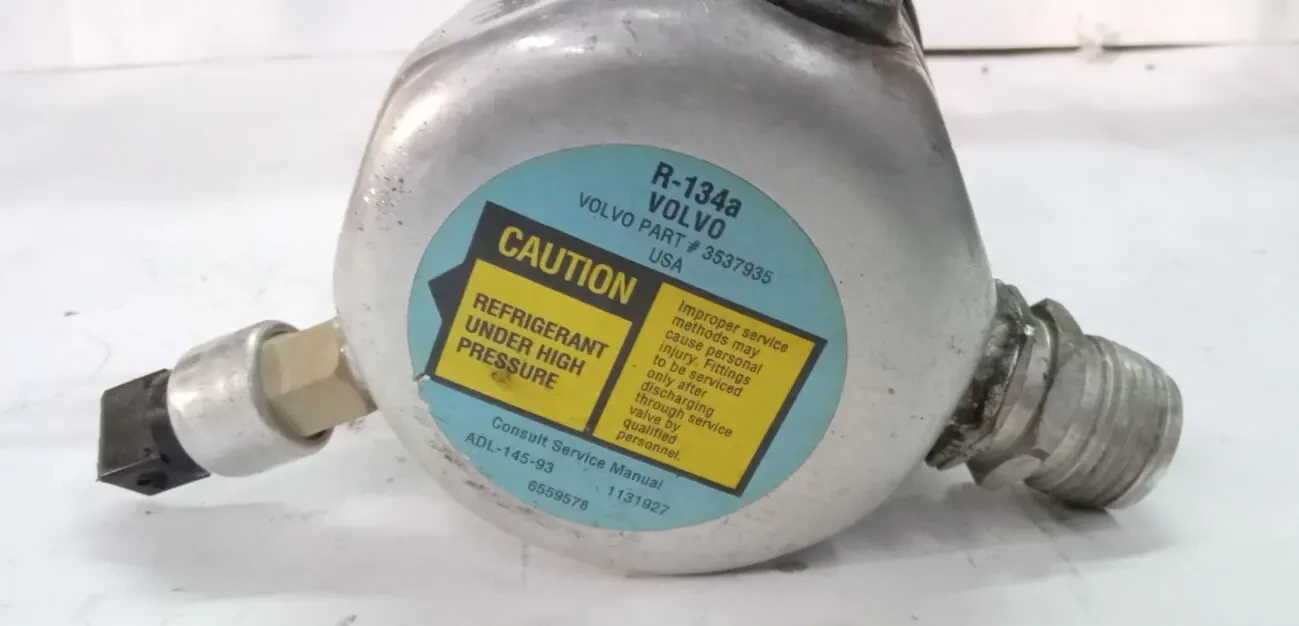 R-134a
VOLVO
VOLVO PART # 3537935
USA
CAUTION
REFRIGERANT
UNDER HIGH
PRESSURE
Improper service
methods may
cause personal
injury. Fittings
to be serviced
only after
discharging
through service
valve by
qualified
personnel.
Consult Service Manual
ADL-145-93 1131927
6559578